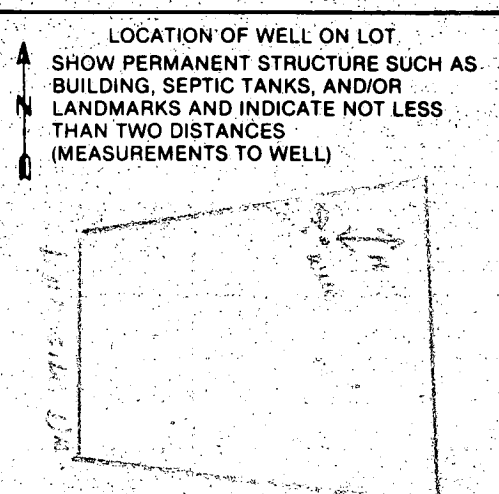 LOCATION OF WELL ON LOT
SHOW PERMANENT STRUCTURE SUCH AS
BUILDING, SEPTIC TANKS, AND/OR
N LANDMARKS AND INDICATE NOT LESS
THAN TWO DISTANCES
(MEASUREMENTS TO WELL)